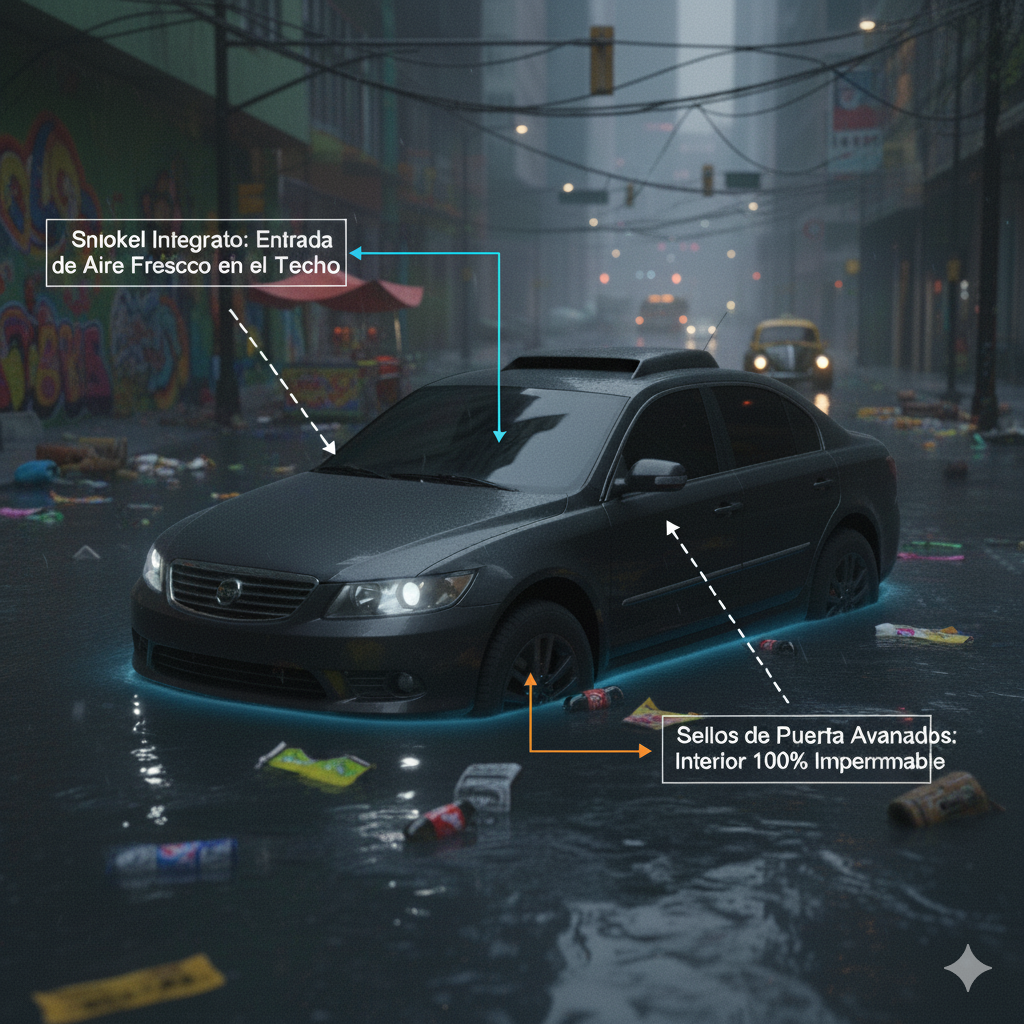 Sniokel Integrato: Entrada
de Aire Frescco en el Techo
Sellos de Puerta Avanados:
Interior 100% Impermmable